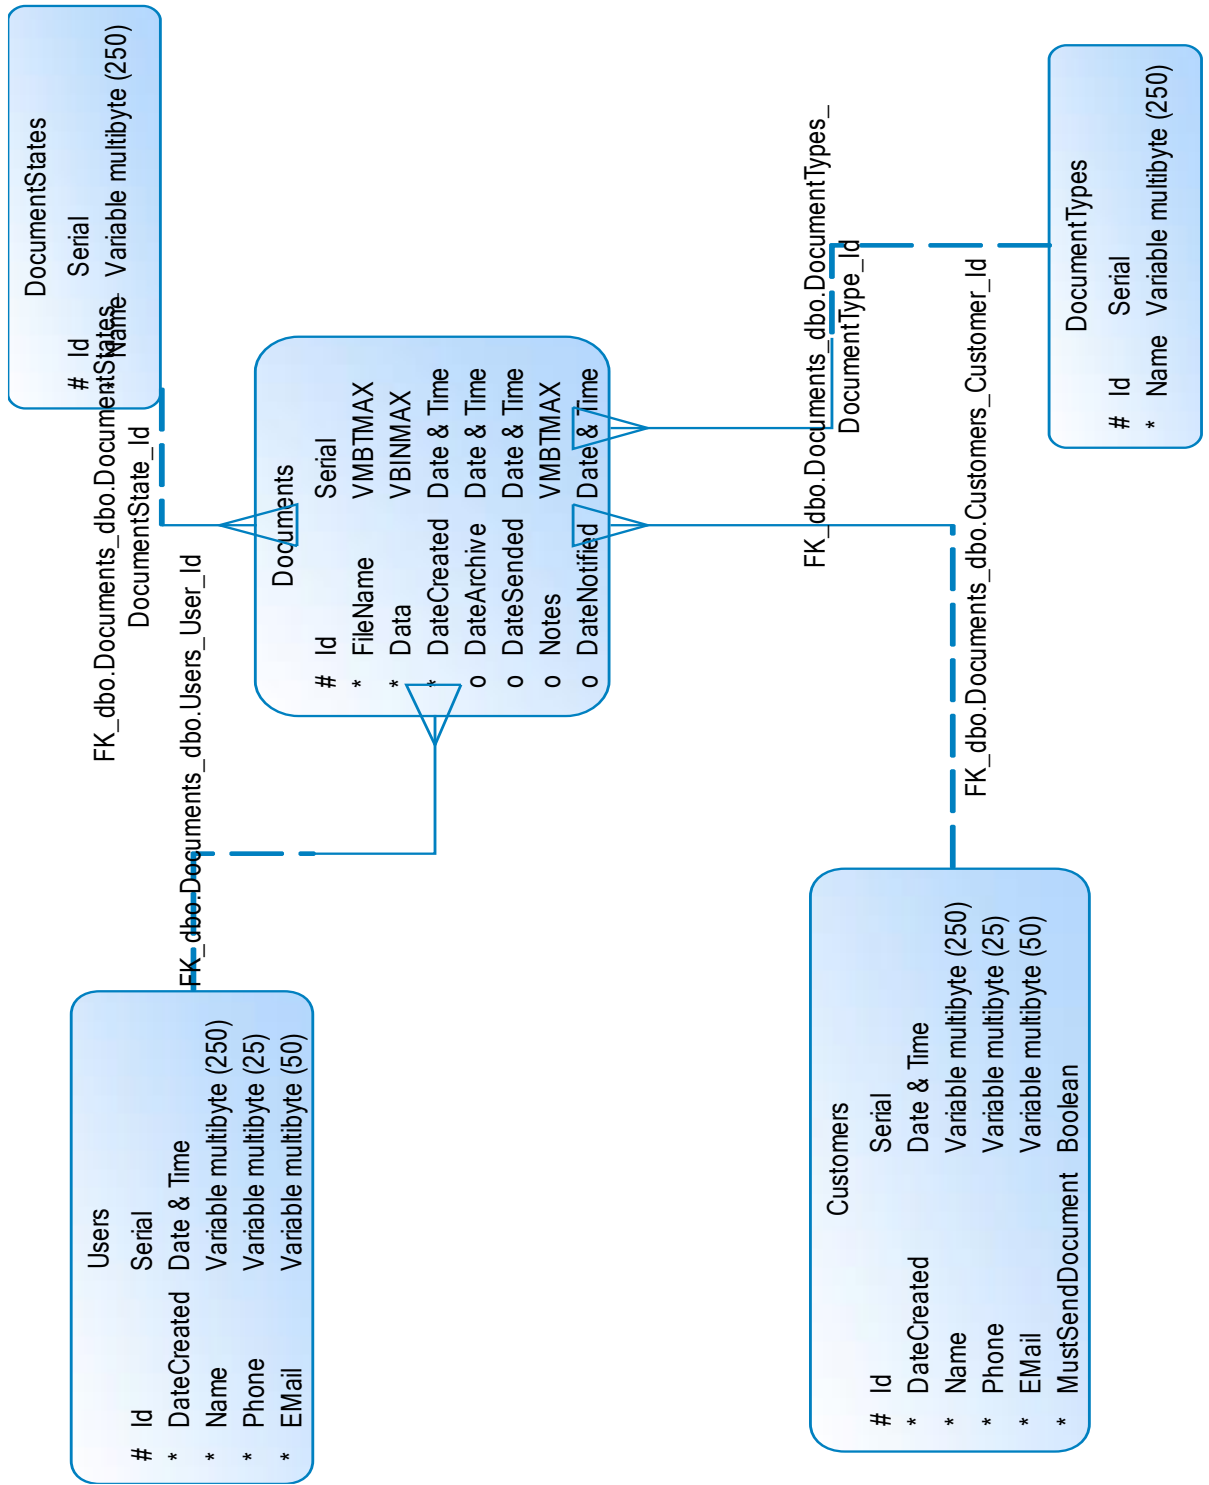 DocumentStates
# Id Serial
* Name Variable multibyte (250)
FK_dbo.Documents_dbo.DocumentStates_
DocumentState_Id
FK_dbo.Documents_dbo.Users_User_Id
Users
# Id Serial
* DateCreated Date & Time
* Name Variable multibyte (250)
* Phone Variable multibyte (25)
* EMail Variable multibyte (50)
Documents
# Id Serial
* FileName VMBTMAX
* Data VBINMAX
* DateCreated Date & Time
o DateArchive Date & Time
o DateSended Date & Time
o Notes VMBTMAX
o DateNotified Date & Time
FK_dbo.Documents_dbo.DocumentTypes_
DocumentType_Id
FK_dbo.Documents_dbo.Customers_Customer_Id
Customers
# Id Serial
* DateCreated Date & Time
* Name Variable multibyte (250)
* Phone Variable multibyte (25)
* EMail Variable multibyte (50)
* MustSendDocument Boolean
DocumentTypes
# Id Serial
* Name Variable multibyte (250)